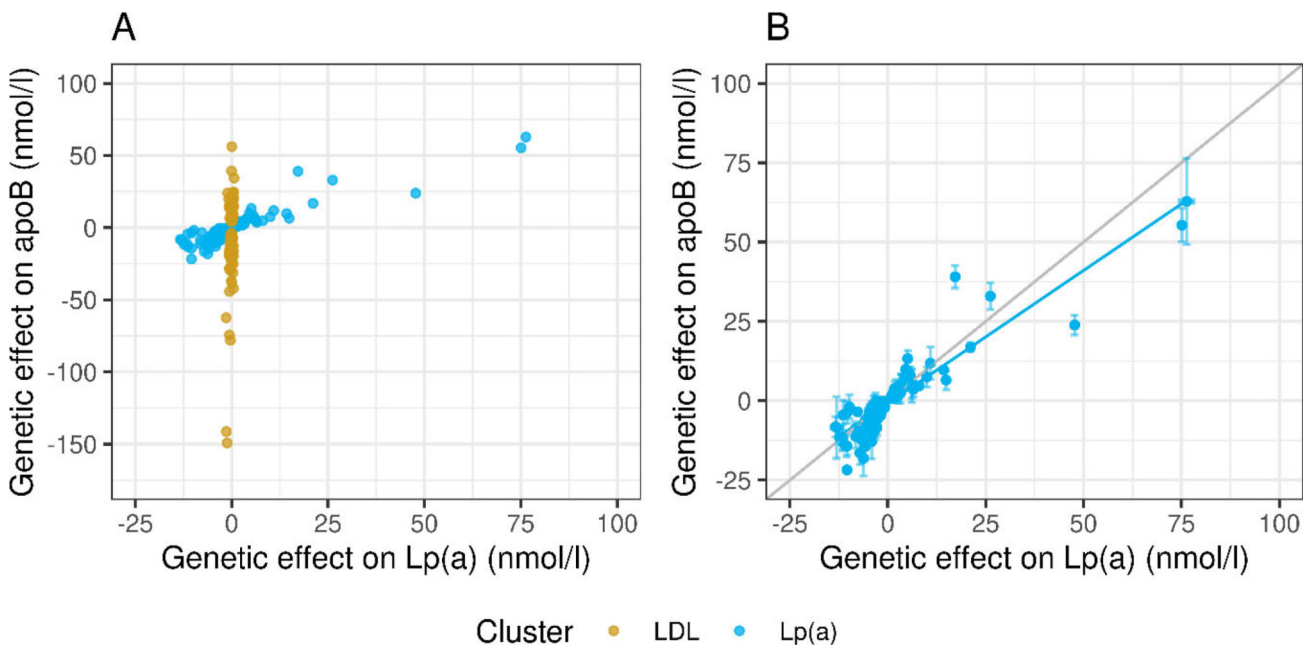 A
Genetic effect on apoB (nmol/l)
100
50
0
-50
-100
-150
-25 0 25 50 75 100
Genetic effect on Lp(a) (nmol/l)
B
Genetic effect on apoB (nmol/l)
100
75
50
25
0
-25
-25 0 25 50 75 100
Genetic effect on Lp(a) (nmol/l)
Cluster LDL Lp(a)